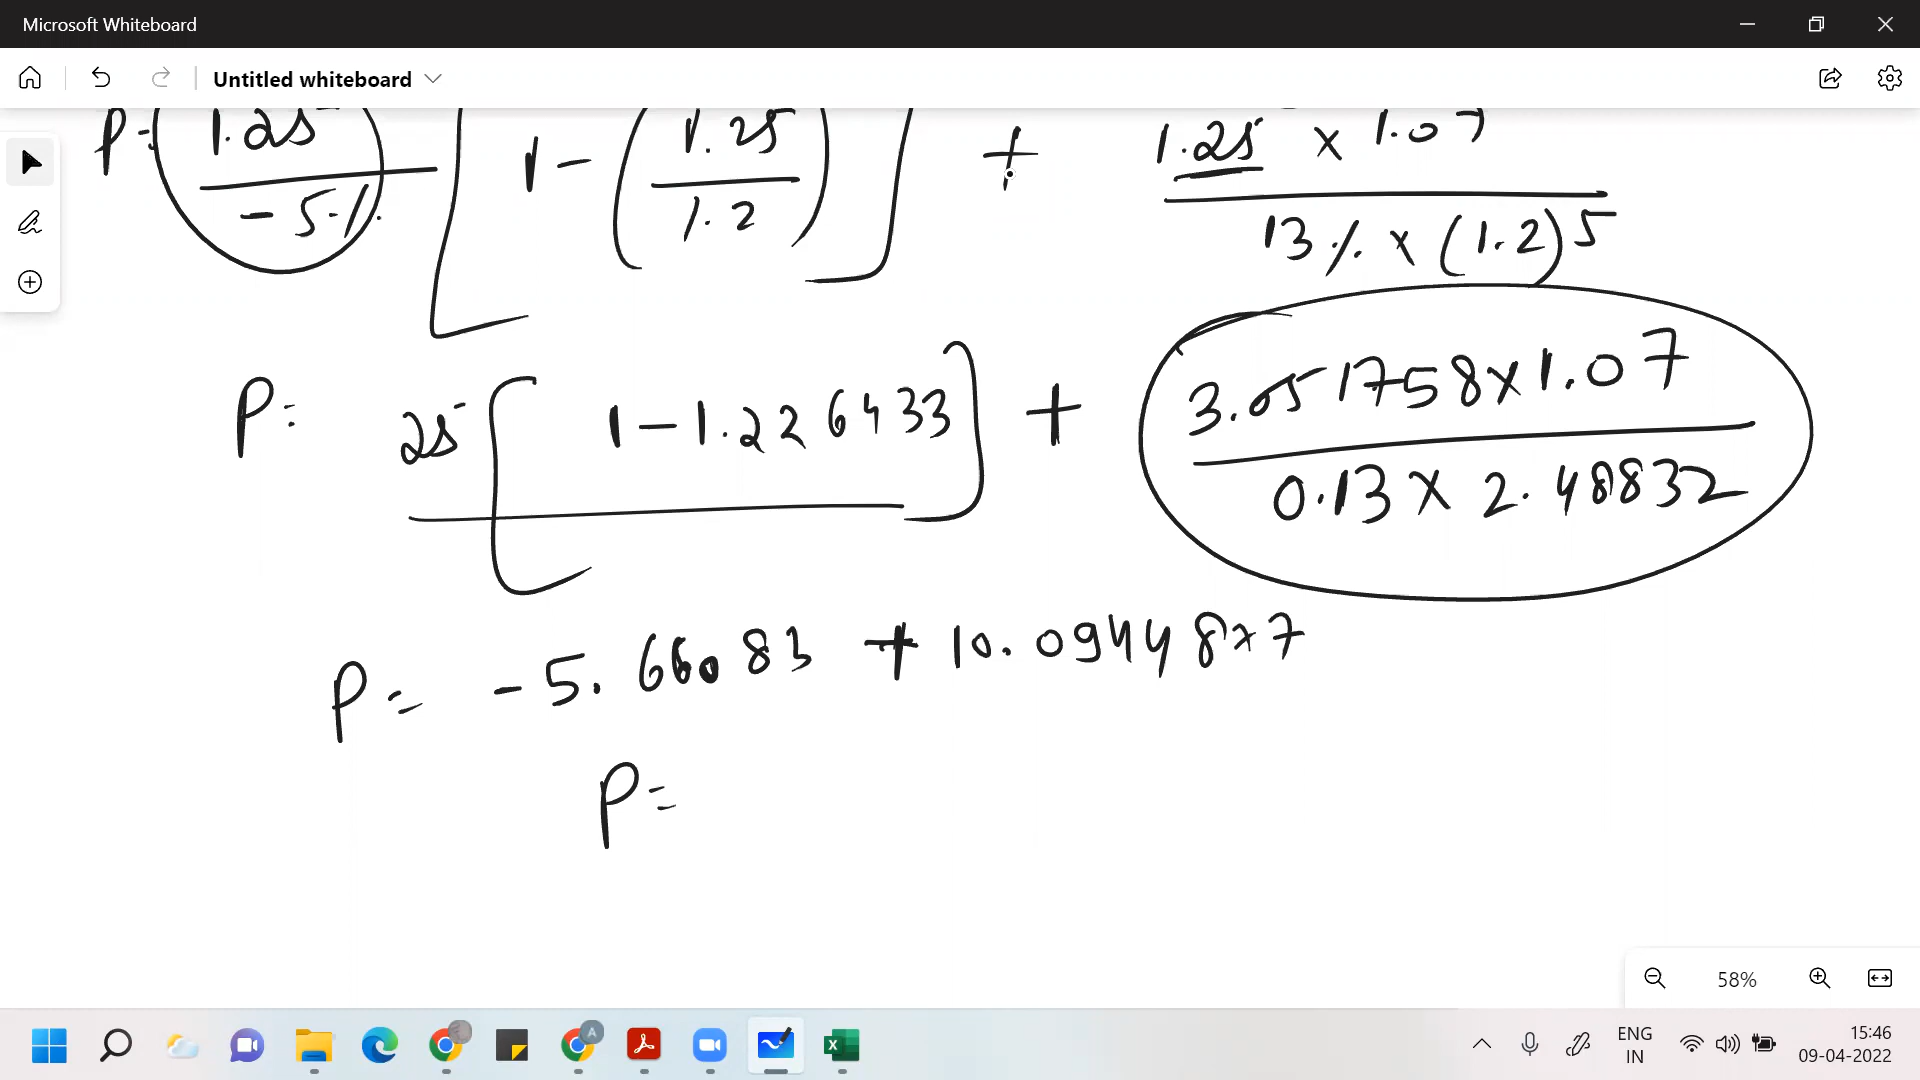 Microsoft Whiteboard
Untitled whiteboard
P= 1.25 / -5% [ 1 - ( 1.25 / 1.2 ) ] + 1.25 x 1.07 / 13% x (1.2)5
P= 25 [ 1 - 1.226433 ] + 3.051758 x 1.07 / 0.13 x 2.48832
P= - 5.66083 + 10.09448
P=
58%
ENG
IN
15:46
09-04-2022